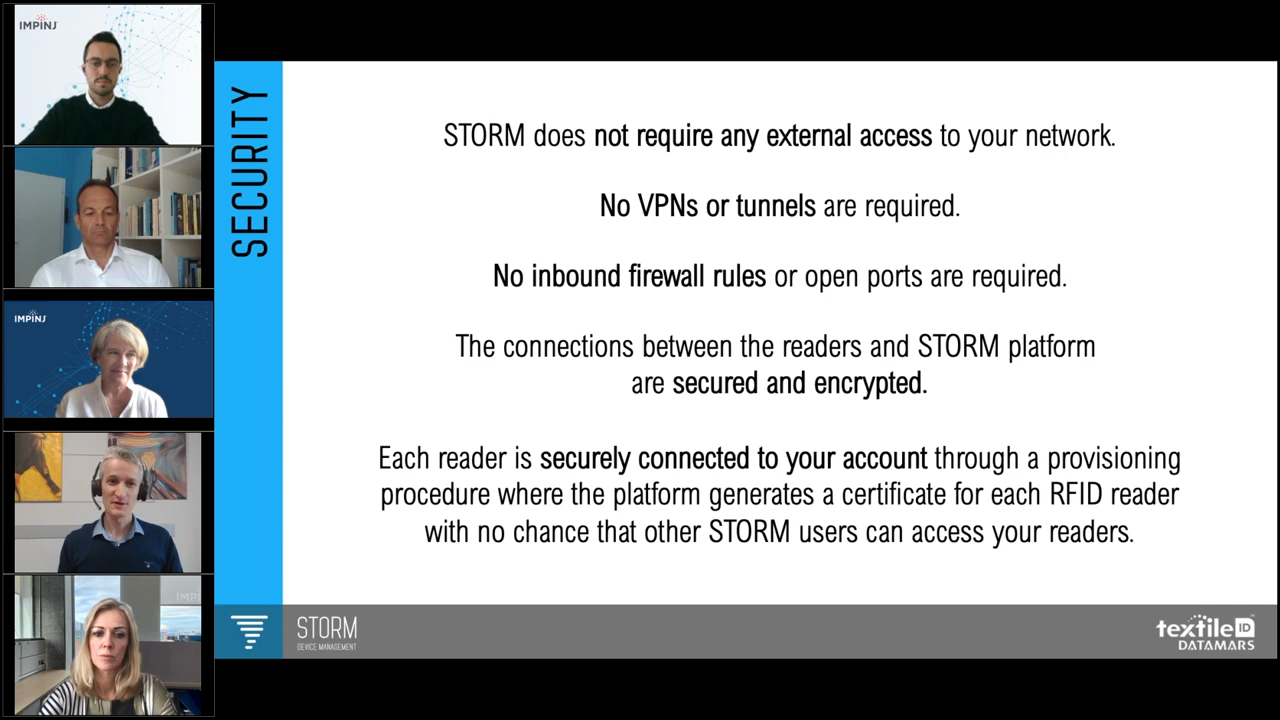 IMPINJ
IMPINJ
IMPINJ
SECURITY
STORM does not require any external access to your network.
No VPNs or tunnels are required.
No inbound firewall rules or open ports are required.
The connections between the readers and STORM platform
are secured and encrypted.
Each reader is securely connected to your account through a provisioning
procedure where the platform generates a certificate for each RFID reader
with no chance that other STORM users can access your readers.
STORM
DEVICE MANAGEMENT
textileID
DATAMARS